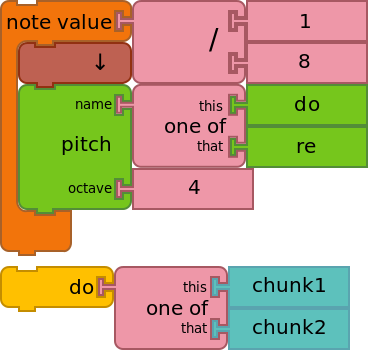 note value / 1
8
↓
name this do
pitch one of
that re
octave 4
do this chunk1
one of
that chunk2